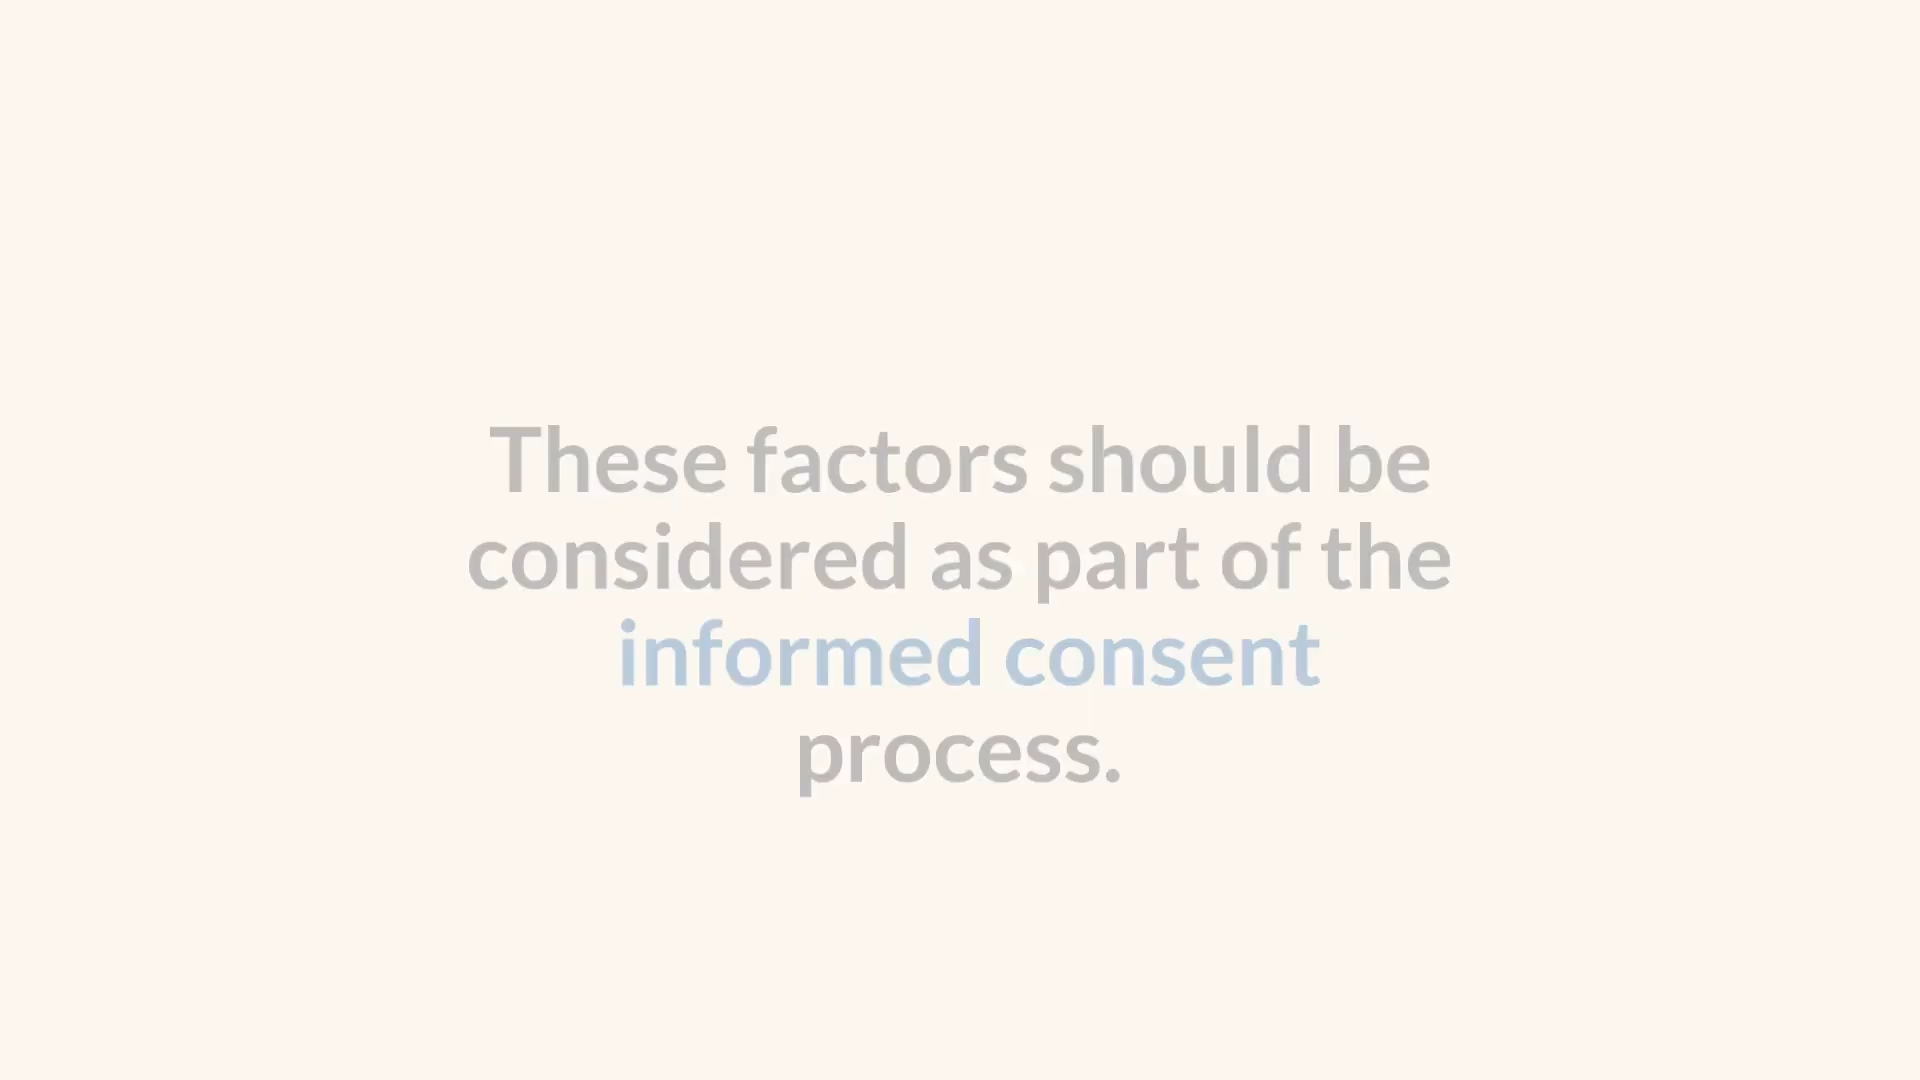 These factors should be
considered as part of the
informed consent
process.